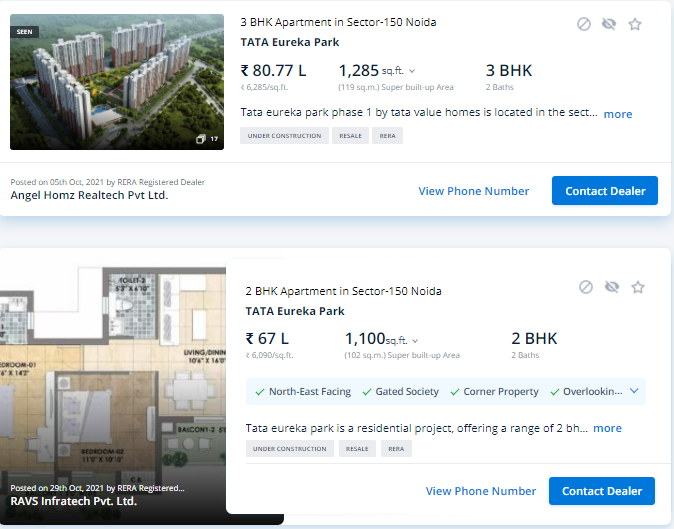 SEEN
17
3 BHK Apartment in Sector-150 Noida
TATA Eureka Park
₹ 80.77 L
1,285 sq.ft.
3 BHK
₹ 6,285/sq.ft.
(119 sq.m.) Super built-up Area
2 Baths
Tata eureka park phase 1 by tata value homes is located in the sect... more
UNDER CONSTRUCTION
RESALE
RERA
Posted on 05th Oct, 2021 by RERA Registered Dealer
Angel Homz Realtech Pvt Ltd.
View Phone Number
Contact Dealer
TOILET-2
5'3" X 6'10"
LIVING/DINING
10'6" X 16'0"
BEDROOM-02
11'0" X 10'0"
BALCONY-2
2 BHK Apartment in Sector-150 Noida
TATA Eureka Park
₹ 67 L
1,100sq.ft.
2 BHK
₹ 6,090/sq.ft.
(102 sq.m.) Super built-up Area
2 Baths
North-East Facing
Gated Society
Corner Property
Overlookin...
Tata eureka park is a residential project, offering a range of 2 bh... more
UNDER CONSTRUCTION
RESALE
RERA
Posted on 29th Oct, 2021 by RERA Registered...
RAVS Infratech Pvt. Ltd.
View Phone Number
Contact Dealer